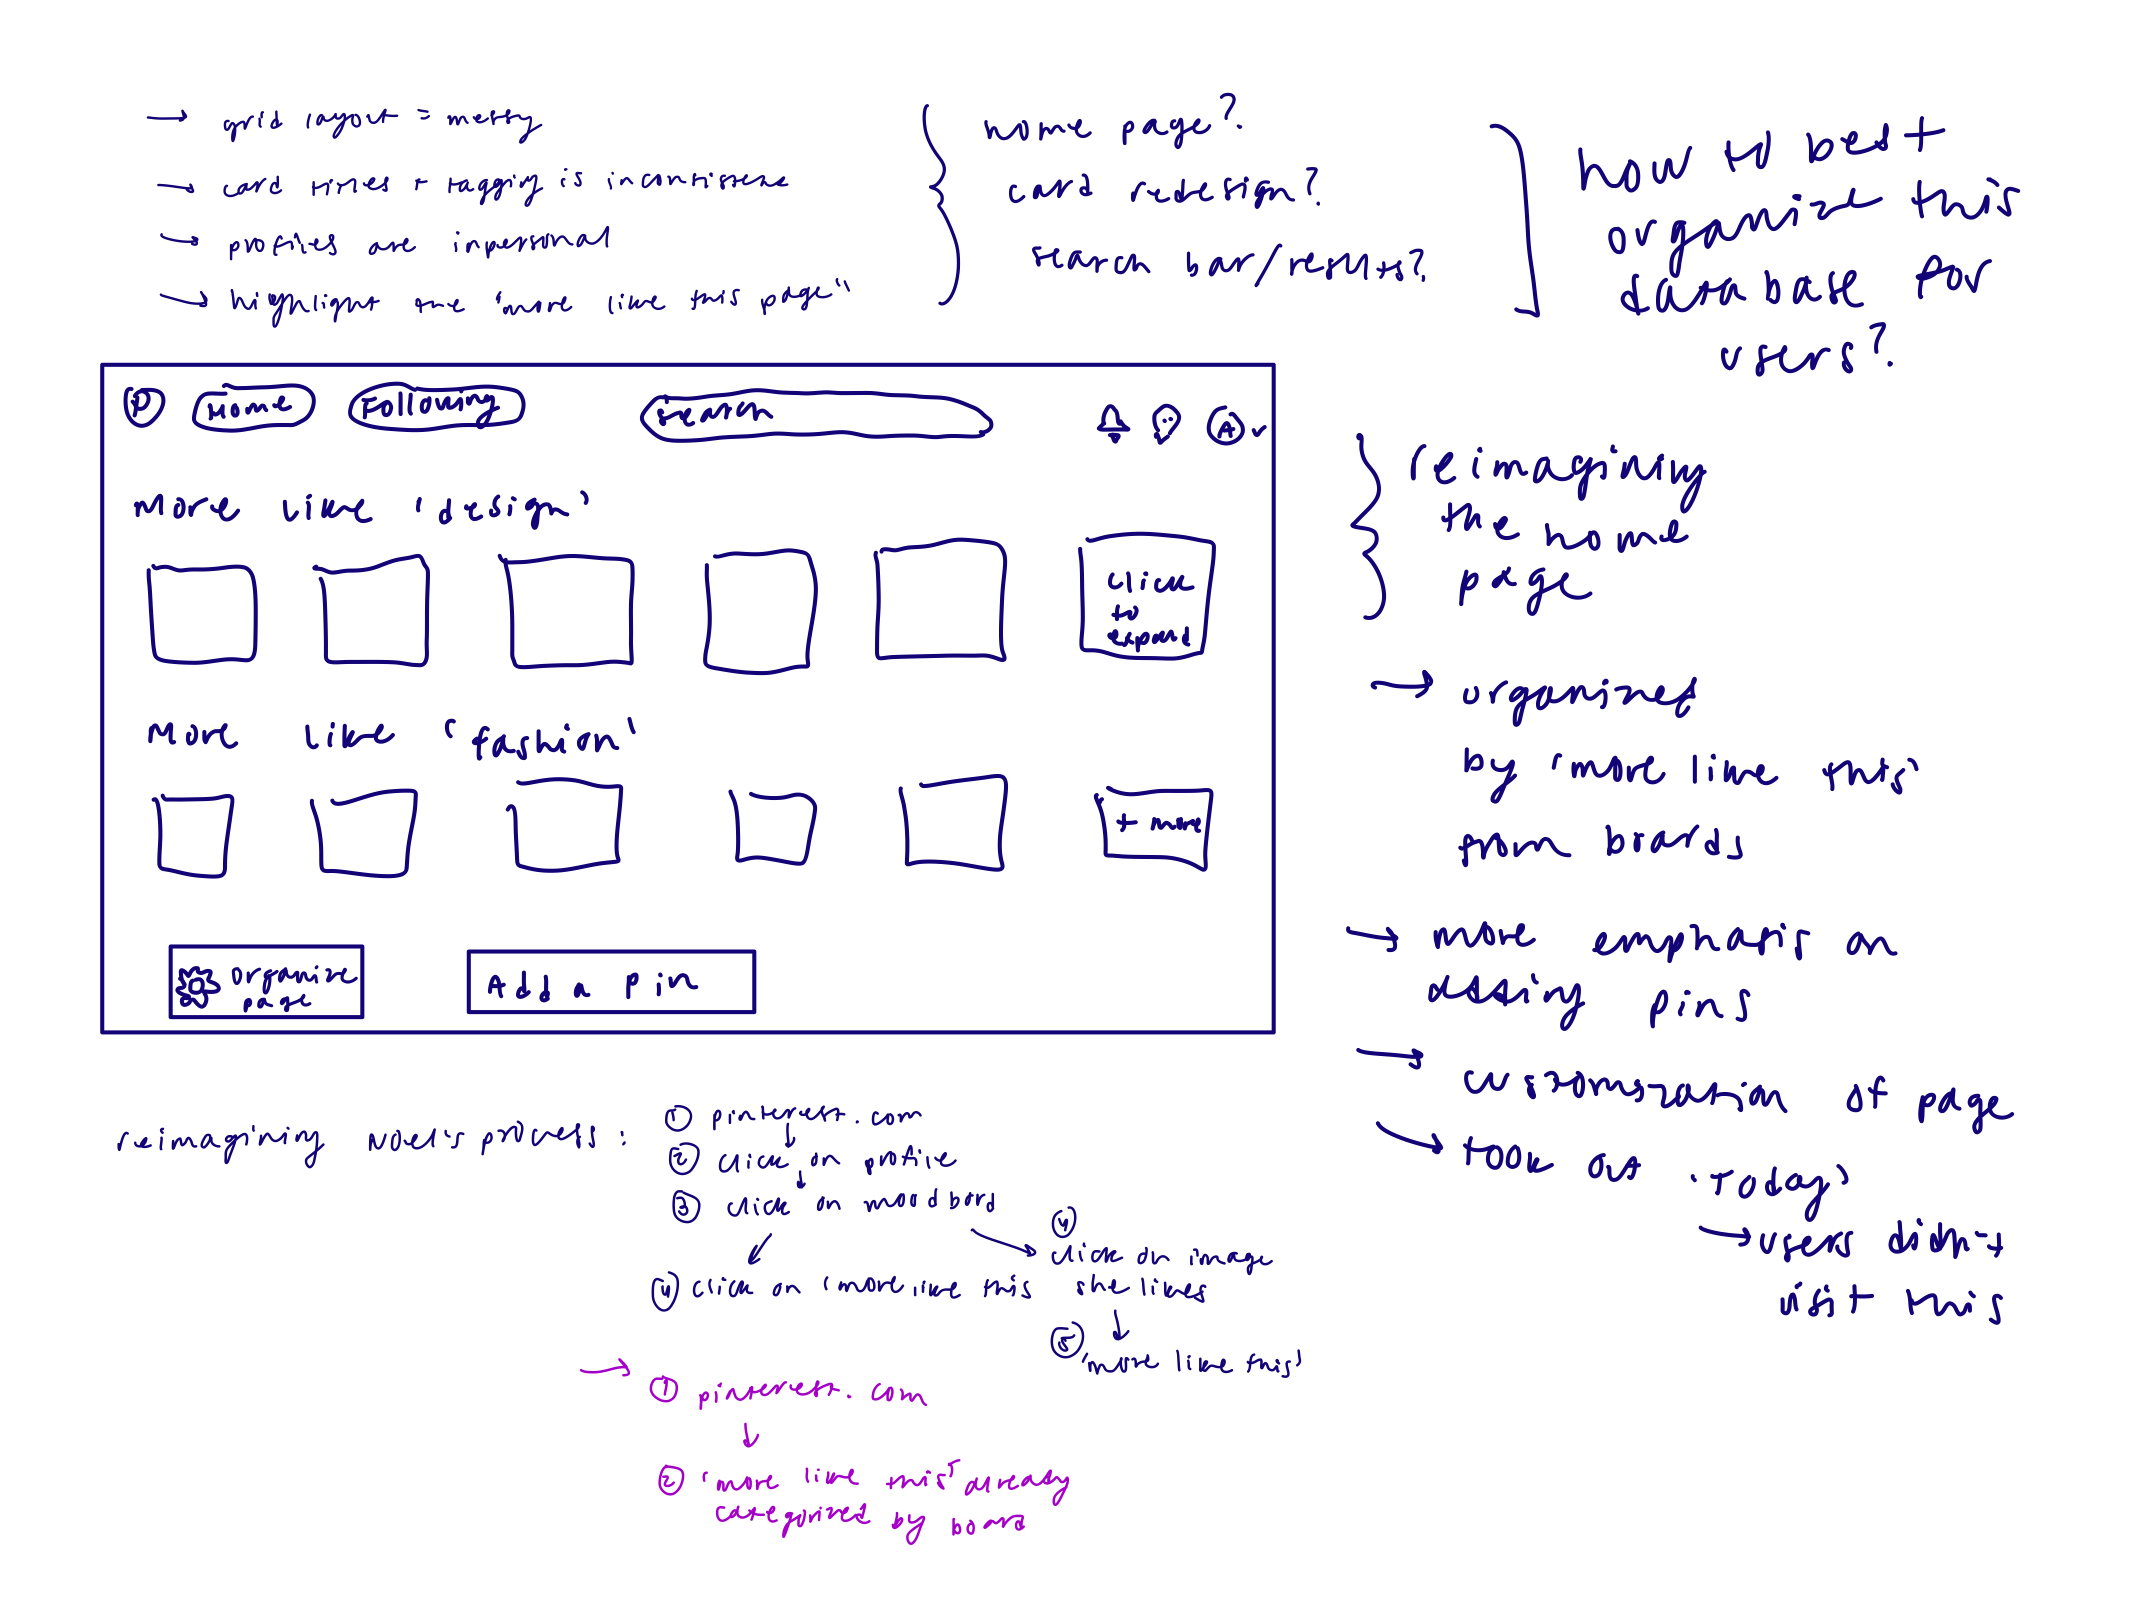 → grid layout = messy
→ card titles + tagging is inconsistent
→ profiles are inpersonal
→ highlight the 'more like this page"
home page?
card redesign?
search bar/results?
how to best
organize this
database for
users?
P Home Following search A
More like 'design'
click
to
expand
More like 'fashion'
+ more
organize
page
Add a pin
reimagining
the home
page
→ organized
by 'more like this'
from boards
→ more emphasis on
adding pins
→ customization of page
→ took out 'Today'
→ users didn't
visit this
reimagining Noel's process:
① pinterest.com
② click on profile
③ click on mood bord
④ click on 'more like this
④
click on image
she likes
⑤
'more like this'
→ ① pinterest.com
② 'more like this' already
categorized by board